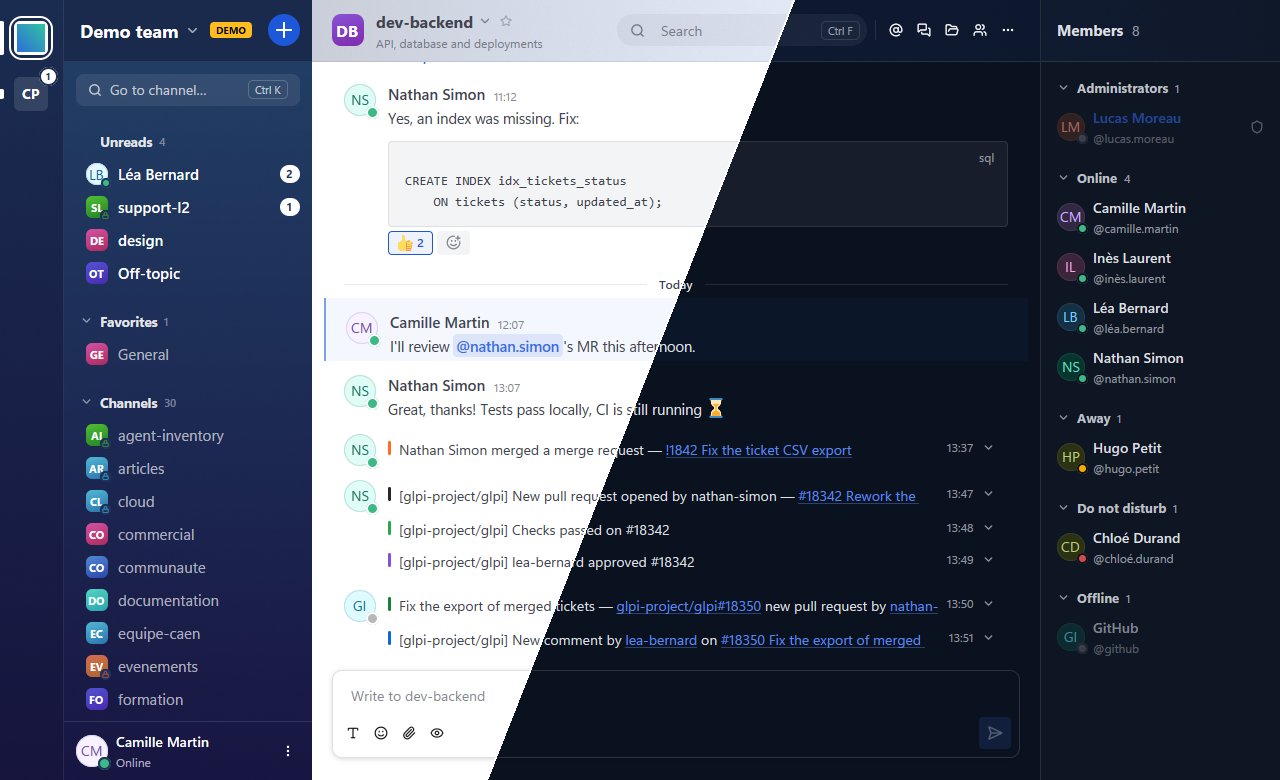 Demo team
DEMO
CP
1
Go to channel...
Ctrl K
Unreads 4
LB Léa Bernard 2
SL support-l2 1
DE design
OT Off-topic
Favorites 1
GE General
Channels 30
AI agent-inventory
AR articles
CL cloud
CO commercial
CO communaute
DO documentation
EC equipe-caen
EV evenements
FO formation
CM Camille Martin
Online
DB dev-backend
API, database and deployments
Search
Ctrl F
NS Nathan Simon 11:12
Yes, an index was missing. Fix:
sql
CREATE INDEX idx_tickets_status
ON tickets (status, updated_at);
👍 2
Today
CM Camille Martin 12:07
I'll review @nathan.simon's MR this afternoon.
NS Nathan Simon 13:07
Great, thanks! Tests pass locally, CI is still running ⏳
NS Nathan Simon merged a merge request — !1842 Fix the ticket CSV export 13:37
NS [glpi-project/glpi] New pull request opened by nathan-simon — #18342 Rework the 13:47
[glpi-project/glpi] Checks passed on #18342 13:48
[glpi-project/glpi] lea-bernard approved #18342 13:49
GI Fix the export of merged tickets — glpi-project/glpi#18350 new pull request by nathan- 13:50
[glpi-project/glpi] New comment by lea-bernard on #18350 Fix the export of merged 13:51
Write to dev-backend
Members 8
Administrators 1
LM Lucas Moreau
@lucas.moreau
Online 4
CM Camille Martin
@camille.martin
IL Inès Laurent
@inès.laurent
LB Léa Bernard
@léa.bernard
NS Nathan Simon
@nathan.simon
Away 1
HP Hugo Petit
@hugo.petit
Do not disturb 1
CD Chloé Durand
@chloé.durand
Offline 1
GI GitHub
@github